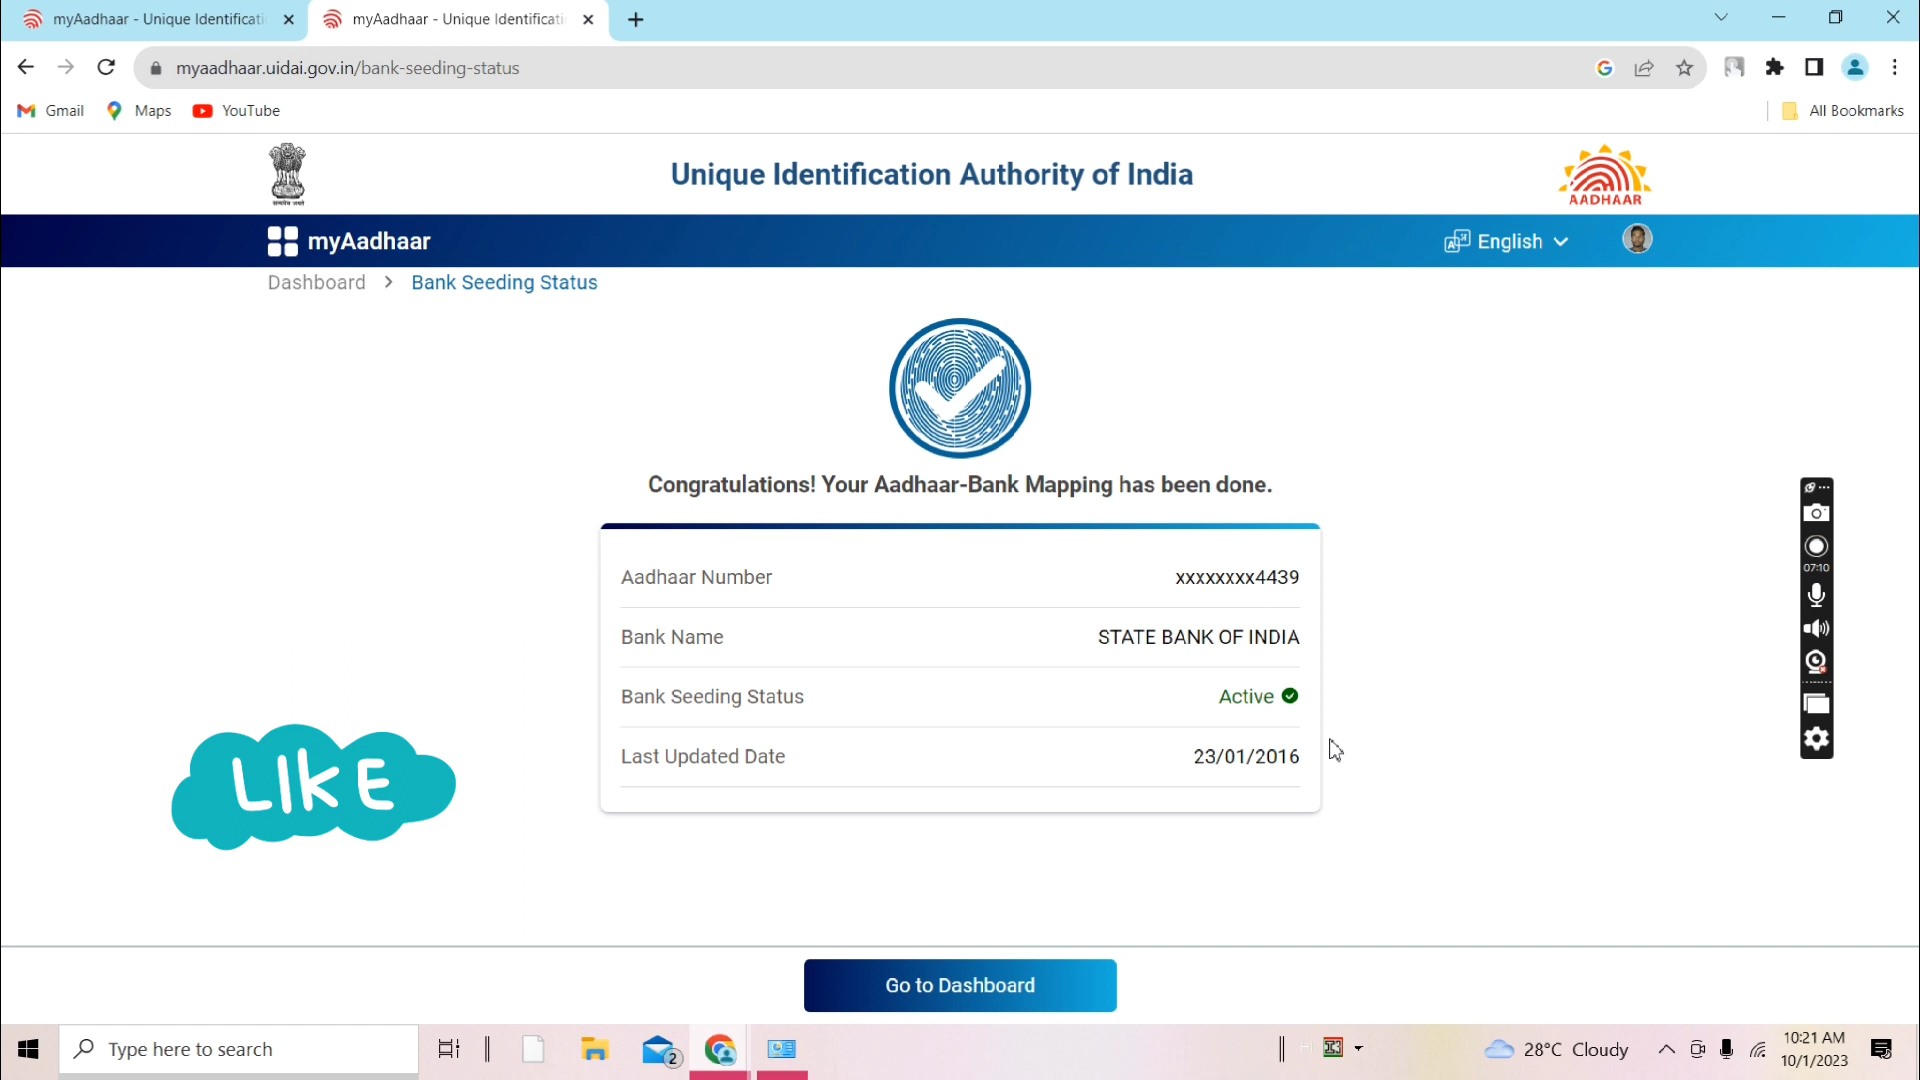 myAadhaar - Unique Identificati
myAadhaar - Unique Identificati
myaadhaar.uidai.gov.in/bank-seeding-status
Gmail
Maps
YouTube
All Bookmarks
Unique Identification Authority of India
AADHAAR
myAadhaar
English
Dashboard > Bank Seeding Status
Congratulations! Your Aadhaar-Bank Mapping has been done.
Aadhaar Number xxxxxxxx4439
Bank Name STATE BANK OF INDIA
Bank Seeding Status Active
Last Updated Date 23/01/2016
07:10
LIKE
Go to Dashboard
Type here to search
2
28°C Cloudy
10:21 AM
10/1/2023